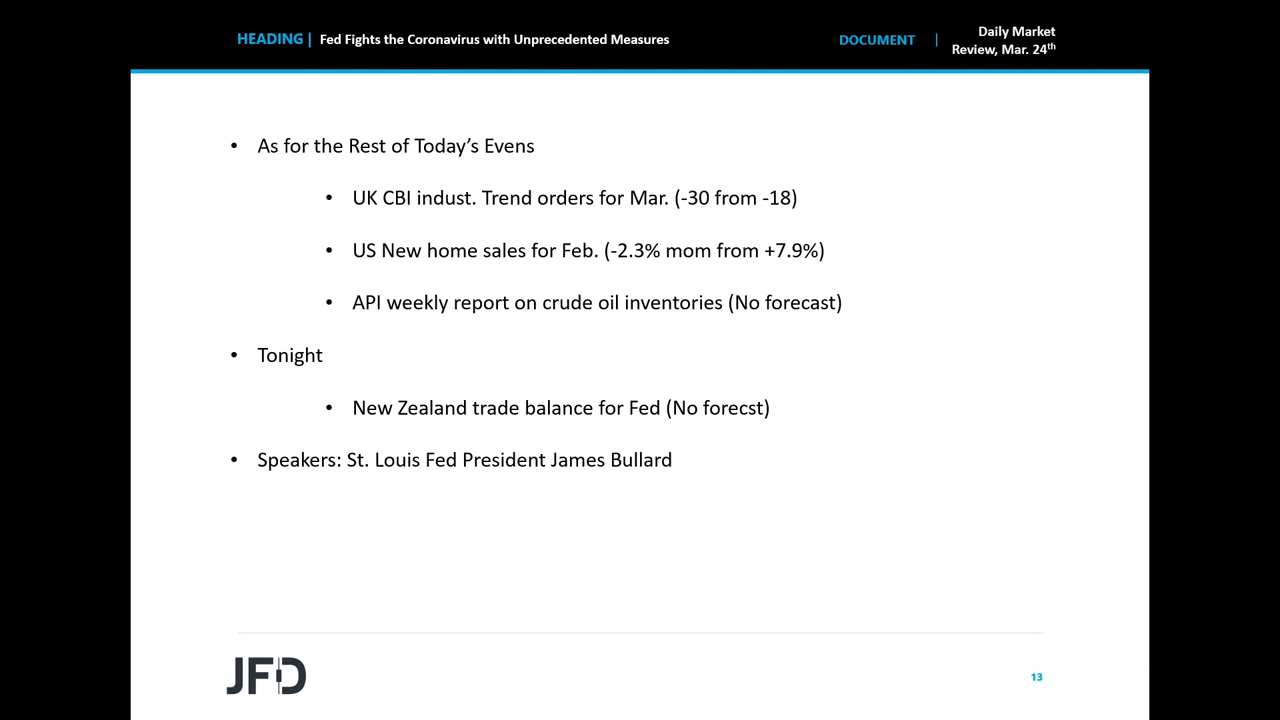 HEADING | Fed Fights the Coronavirus with Unprecedented Measures
DOCUMENT |
Daily Market
Review, Mar. 24th
• As for the Rest of Today’s Evens
• UK CBI indust. Trend orders for Mar. (-30 from -18)
• US New home sales for Feb. (-2.3% mom from +7.9%)
• API weekly report on crude oil inventories (No forecast)
• Tonight
• New Zealand trade balance for Fed (No forecst)
• Speakers: St. Louis Fed President James Bullard
JFD
13